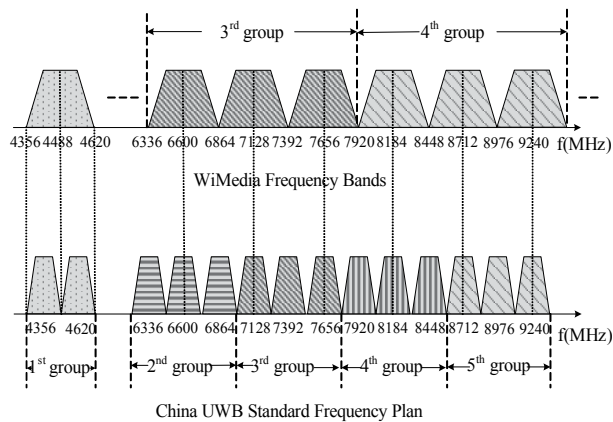 3rd group 4th group
4356 4488 4620 6336 6600 6864 7128 7392 7656 7920 8184 8448 8712 8976 9240 f(MHz)
WiMedia Frequency Bands
4356 4620 6336 6600 6864 7128 7392 7656 7920 8184 8448 8712 8976 9240 f(MHz)
1st group 2nd group 3rd group 4th group 5th group
China UWB Standard Frequency Plan